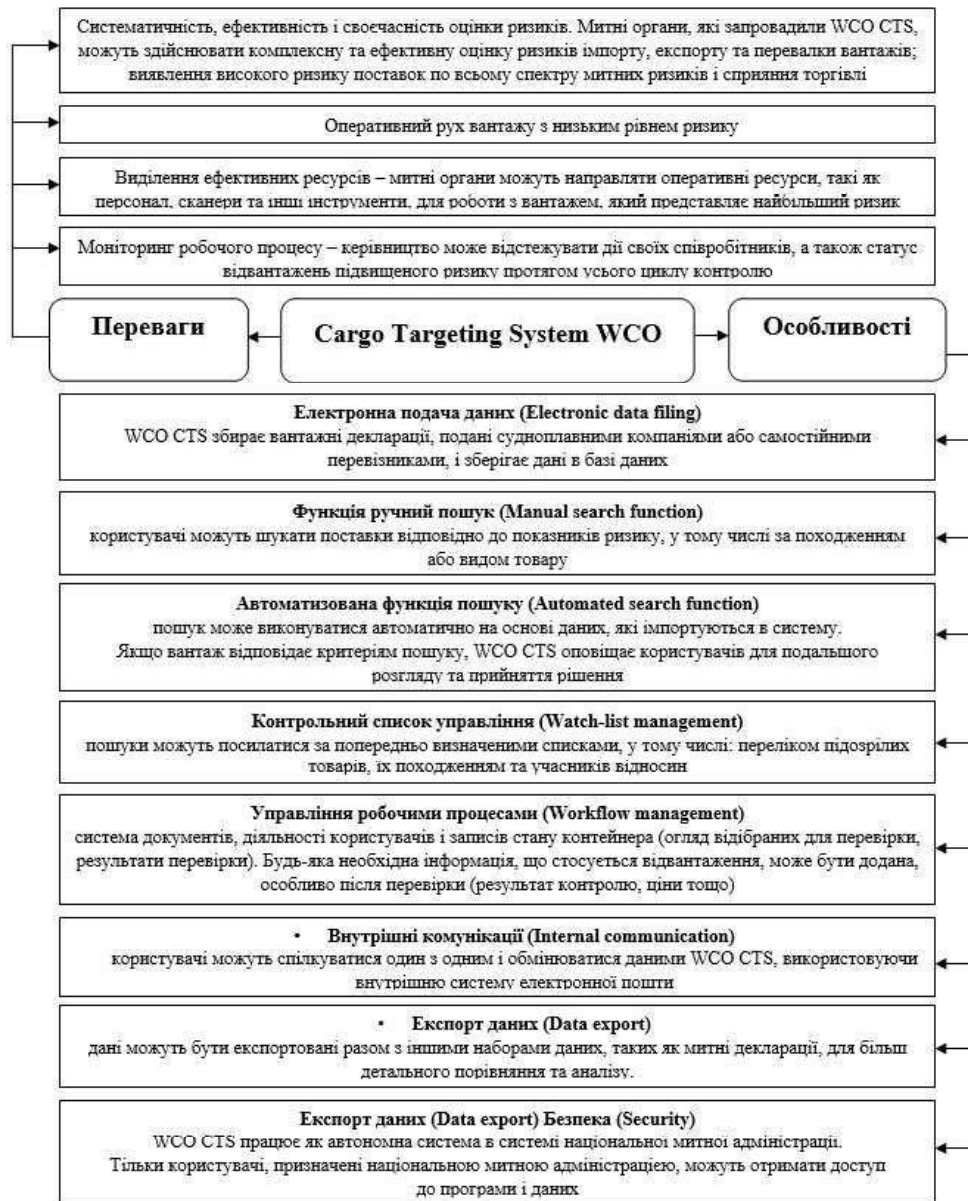 Систематичність, ефективність і своєчасність оцінки ризиків. Митні органи, які запровадили WCO CTS,
можуть здійснювати комплексну та ефективну оцінку ризиків імпорту, експорту та перевалки вантажів;
виявлення високого ризику поставок по всьому спектру митних ризиків і сприяння торгівлі
Оперативний рух вантажу з низьким рівнем ризику
Виділення ефективних ресурсів – митні органи можуть направляти оперативні ресурси, такі як
персонал, сканери та інші інструменти, для роботи з вантажем, який представляє найбільший ризик
Моніторинг робочого процесу – керівництво може відстежувати дії своїх співробітників, а також статус
відвантажень підвищеного ризику протягом усього циклу контролю
Переваги
Cargo Targeting System WCO
Особливості
Електронна подача даних (Electronic data filing)
WCO CTS збирає вантажні декларації, подані судноплавними компаніями або самостійними
перевізниками, і зберігає дані в базі даних
Функція ручний пошук (Manual search function)
користувачі можуть шукати поставки відповідно до показників ризику, у тому числі за походженням
або видом товару
Автоматизована функція пошуку (Automated search function)
пошук може виконуватися автоматично на основі даних, які імпортуються в систему.
Якщо вантаж відповідає критеріям пошуку, WCO CTS оповіщає користувачів для подальшого
розгляду та прийняття рішення
Контрольний список управління (Watch-list management)
пошуки можуть посилатися за попередньо визначеними списками, у тому числі: переліком підозрілих
товарів, їх походженням та учасників відносин
Управління робочими процесами (Workflow management)
система документів, діяльності користувачів і записів стану контейнера (огляд відібраних для перевірки,
результати перевірки). Будь-яка необхідна інформація, що стосується відвантаження, може бути додана,
особливо після перевірки (результат контролю, ціни тощо)
• Внутрішні комунікації (Internal communication)
користувачі можуть спілкуватися один з одним і обмінюватися даними WCO CTS, використовуючи
внутрішню систему електронної пошти
• Експорт даних (Data export)
дані можуть бути експортовані разом з іншими наборами даних, таких як митні декларації, для більш
детального порівняння та аналізу.
Експорт даних (Data export) Безпека (Security)
WCO CTS працює як автономна система в системі національної митної адміністрації.
Тільки користувачі, призначені національною митною адміністрацією, можуть отримати доступ
до програми і даних